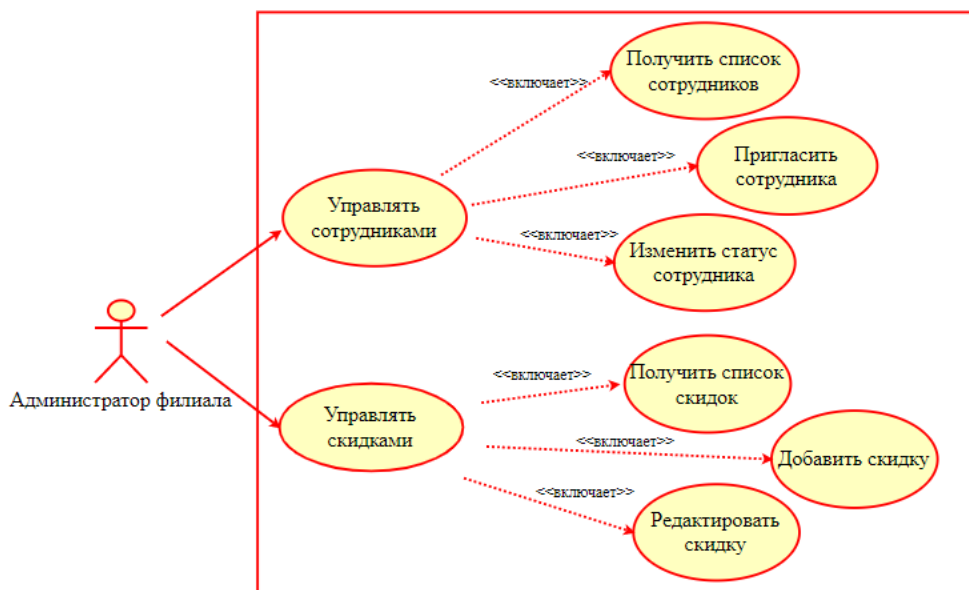 Получить список
сотрудников
<<включает>>
Пригласить
сотрудника
<<включает>>
Управлять
сотрудниками
<<включает>>
Изменить статус
сотрудника
Администратор филиала
Получить список
скидок
<<включает>>
Управлять
скидками
<<включает>>
Добавить скидку
<<включает>>
Редактировать
скидку